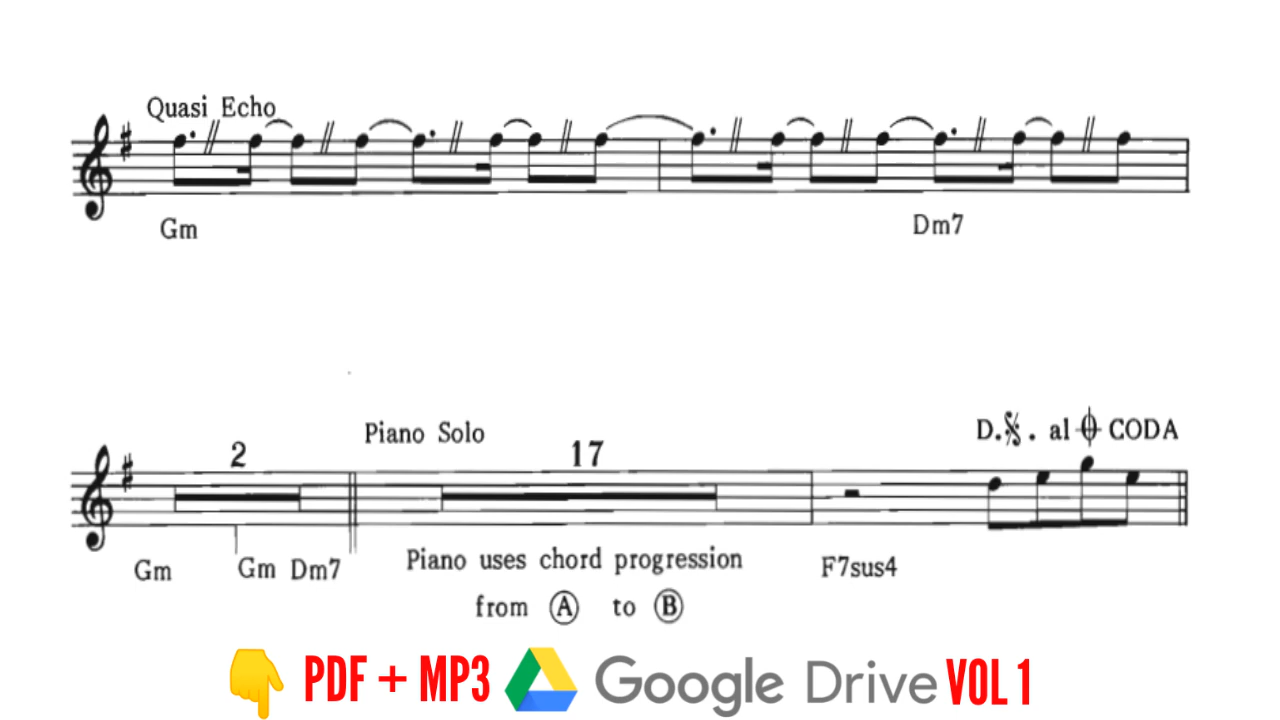 Quasi Echo
Gm Dm7
Piano Solo
D.𝄋. al 𝄌 CODA
2 17
Gm Gm Dm7 Piano uses chord progression F7sus4
from Ⓐ to Ⓑ
PDF + MP3 Google Drive VOL 1